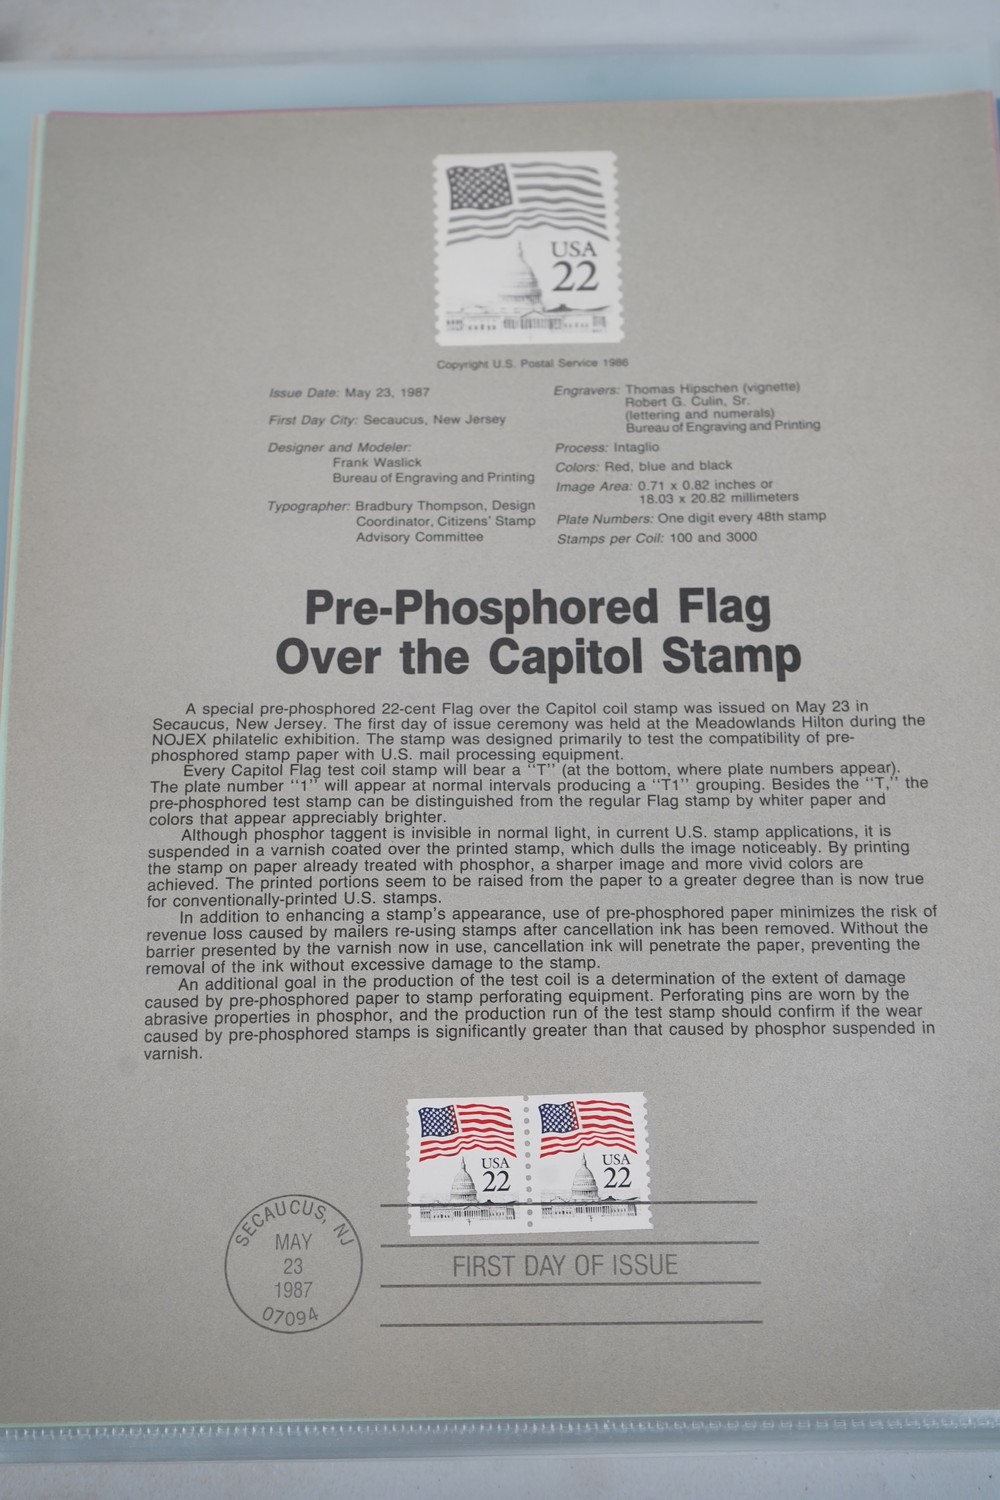 USA
22
Copyright U.S. Postal Service 1986
Issue Date: May 23, 1987
First Day City: Secaucus, New Jersey
Designer and Modeler:
Frank Waslick
Bureau of Engraving and Printing
Typographer: Bradbury Thompson, Design
Coordinator, Citizens' Stamp
Advisory Committee
Engravers: Thomas Hipschen (vignette)
Robert G. Culin, Sr.
(lettering and numerals)
Bureau of Engraving and Printing
Process: Intaglio
Colors: Red, blue and black
Image Area: 0.71 x 0.82 inches or
18.03 x 20.82 millimeters
Plate Numbers: One digit every 48th stamp
Stamps per Coil: 100 and 3000
Pre-Phosphored Flag
Over the Capitol Stamp
A special pre-phosphored 22-cent Flag over the Capitol coil stamp was issued on May 23 in
Secaucus, New Jersey. The first day of issue ceremony was held at the Meadowlands Hilton during the
NOJEX philatelic exhibition. The stamp was designed primarily to test the compatibility of pre-
phosphored stamp paper with U.S. mail processing equipment.
Every Capitol Flag test coil stamp will bear a "T" (at the bottom, where plate numbers appear).
The plate number "1" will appear at normal intervals producing a "T1" grouping. Besides the "T," the
pre-phosphored test stamp can be distinguished from the regular Flag stamp by whiter paper and
colors that appear appreciably brighter.
Although phosphor taggent is invisible in normal light, in current U.S. stamp applications, it is
suspended in a varnish coated over the printed stamp, which dulls the image noticeably. By printing
the stamp on paper already treated with phosphor, a sharper image and more vivid colors are
achieved. The printed portions seem to be raised from the paper to a greater degree than is now true
for conventionally-printed U.S. stamps.
In addition to enhancing a stamp's appearance, use of pre-phosphored paper minimizes the risk of
revenue loss caused by mailers re-using stamps after cancellation ink has been removed. Without the
barrier presented by the varnish now in use, cancellation ink will penetrate the paper, preventing the
removal of the ink without excessive damage to the stamp.
An additional goal in the production of the test coil is a determination of the extent of damage
caused by pre-phosphored paper to stamp perforating equipment. Perforating pins are worn by the
abrasive properties in phosphor, and the production run of the test stamp should confirm if the wear
caused by pre-phosphored stamps is significantly greater than that caused by phosphor suspended in
varnish.
USA
22
USA
22
SECAUCUS, NJ
MAY
23
1987
07094
FIRST DAY OF ISSUE